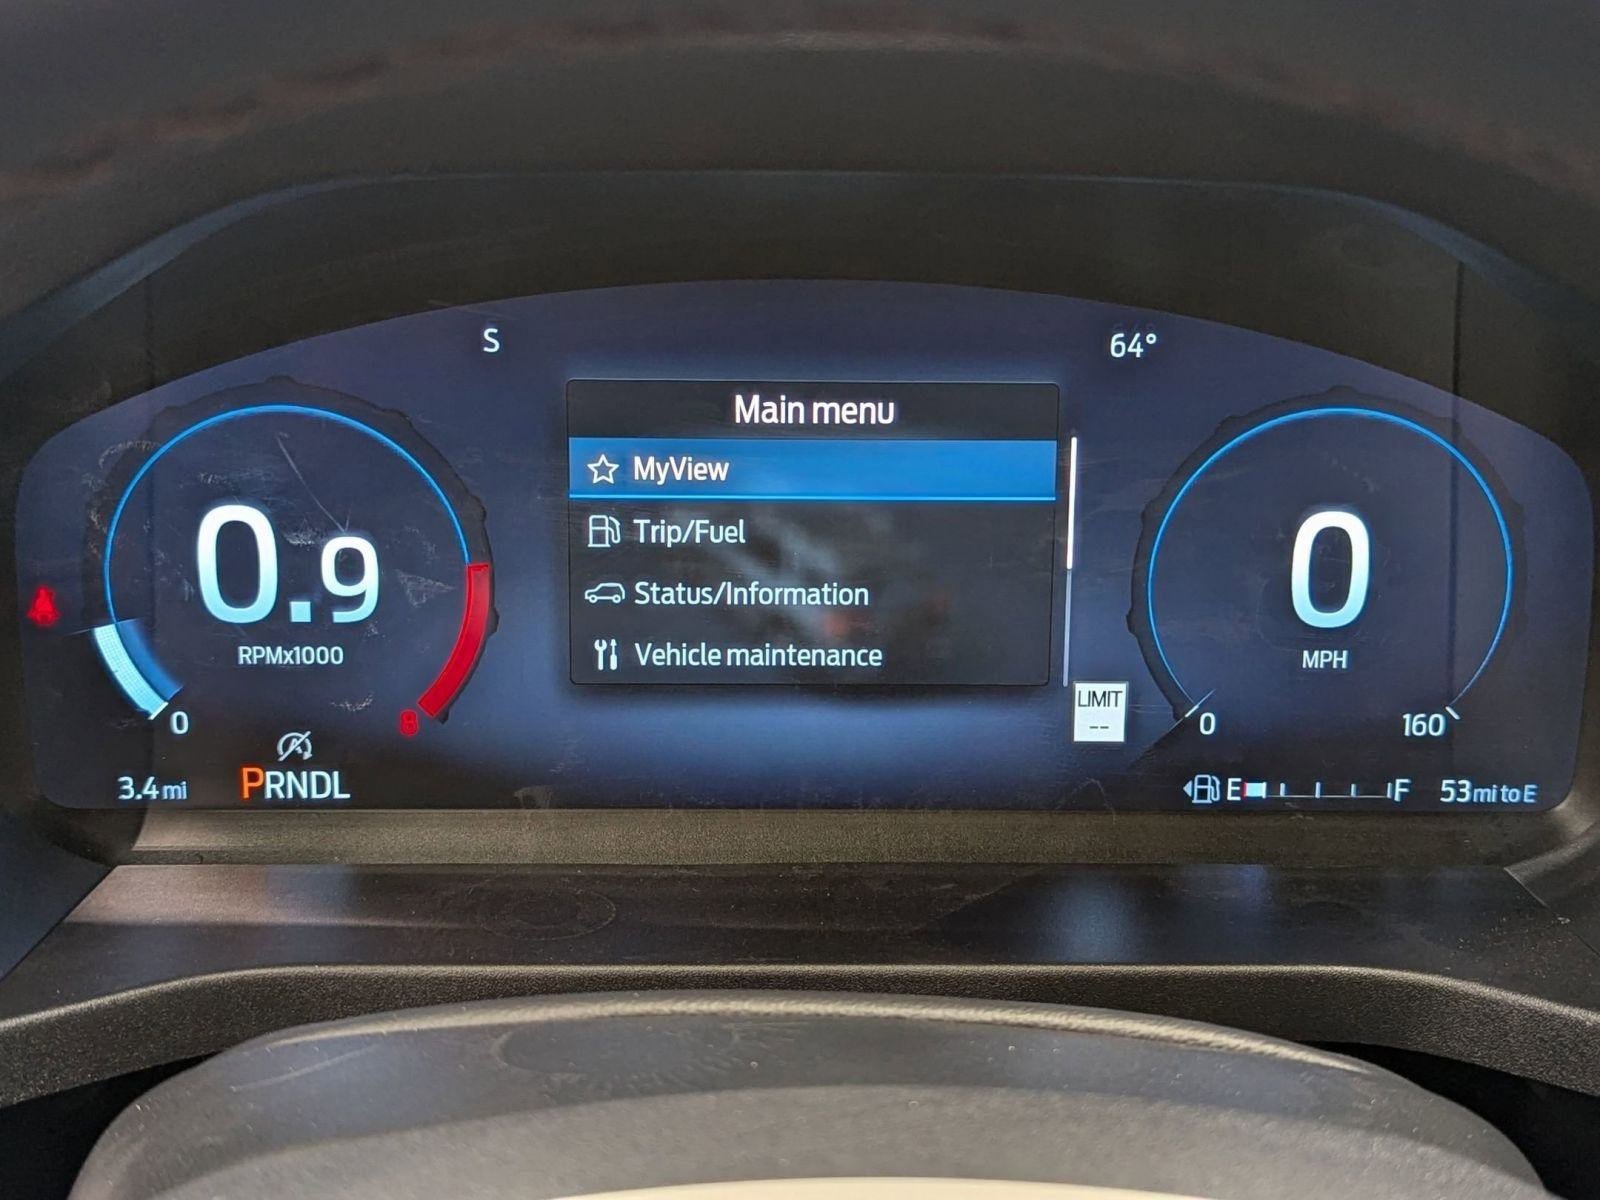 S
64°
Main menu
MyView
Trip/Fuel
Status/Information
Vehicle maintenance
0.9
RPMx1000
0
8
0
MPH
0
160
LIMIT
--
A
3.4 mi
PRNDL
E
F
53 mi to E